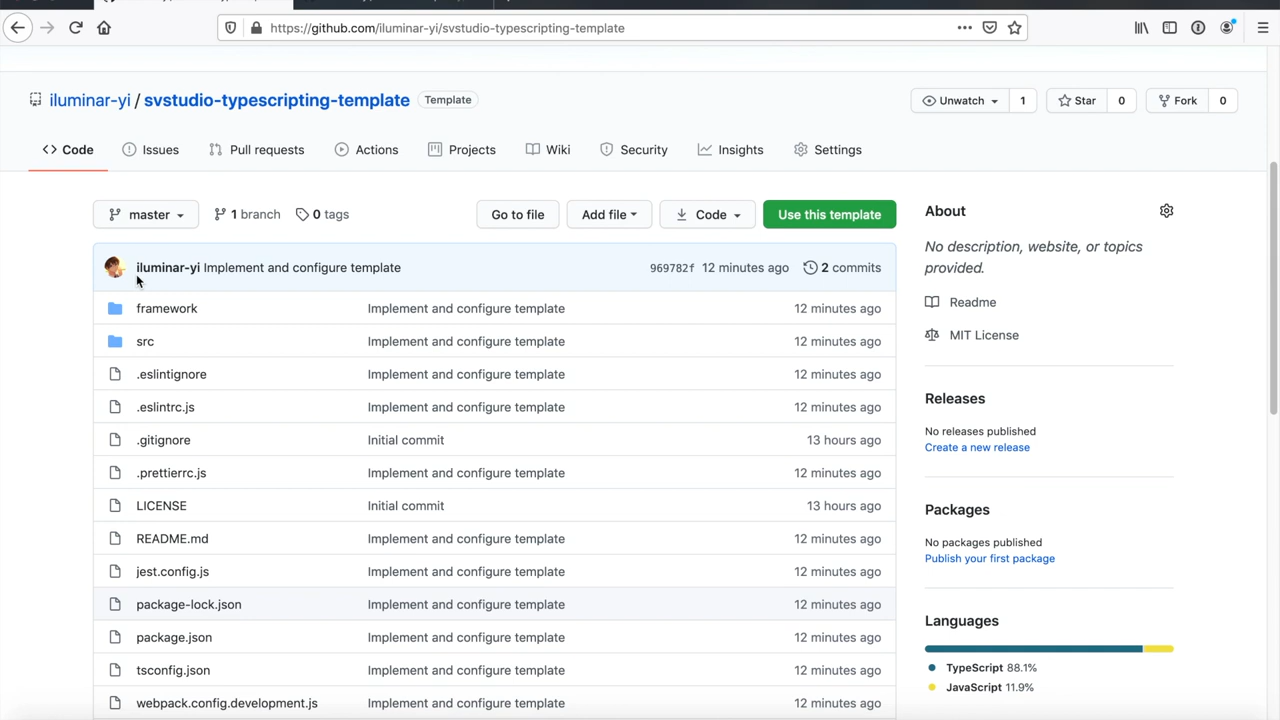 https://github.com/iluminar-yi/svstudio-typescripting-template
iluminar-yi / svstudio-typescripting-template Template
Unwatch 1 Star 0 Fork 0
Code Issues Pull requests Actions Projects Wiki Security Insights Settings
master 1 branch 0 tags Go to file Add file Code Use this template
iluminar-yi Implement and configure template 969782f 12 minutes ago 2 commits
framework Implement and configure template 12 minutes ago
src Implement and configure template 12 minutes ago
.eslintignore Implement and configure template 12 minutes ago
.eslintrc.js Implement and configure template 12 minutes ago
.gitignore Initial commit 13 hours ago
.prettierrc.js Implement and configure template 12 minutes ago
LICENSE Initial commit 13 hours ago
README.md Implement and configure template 12 minutes ago
jest.config.js Implement and configure template 12 minutes ago
package-lock.json Implement and configure template 12 minutes ago
package.json Implement and configure template 12 minutes ago
tsconfig.json Implement and configure template 12 minutes ago
webpack.config.development.js Implement and configure template 12 minutes ago
About
No description, website, or topics
provided.
Readme
MIT License
Releases
No releases published
Create a new release
Packages
No packages published
Publish your first package
Languages
TypeScript 88.1%
JavaScript 11.9%